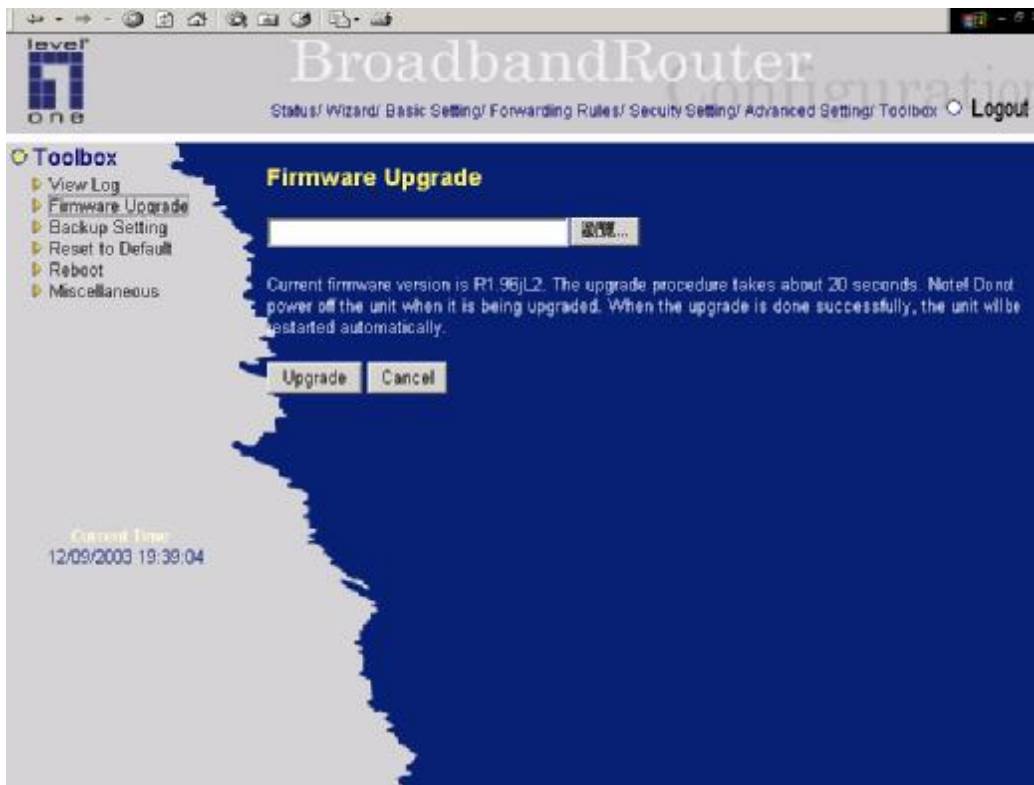 level
one
BroadbandRouter
Configuration
Status/ Wizard/ Basic Setting/ Forwarding Rules/ Secuity Setting/ Advanced Setting/ Toolbox Logout
Toolbox
View Log
Firmware Upgrade
Backup Setting
Reset to Default
Reboot
Miscellaneous
Current Time
12/09/2003 19:39:04
Firmware Upgrade
瀏覽...
Current firmware version is R1.96jL2. The upgrade procedure takes about 20 seconds. Note! Do not
power off the unit when it is being upgraded. When the upgrade is done successfully, the unit will be
restarted automatically.
Upgrade Cancel